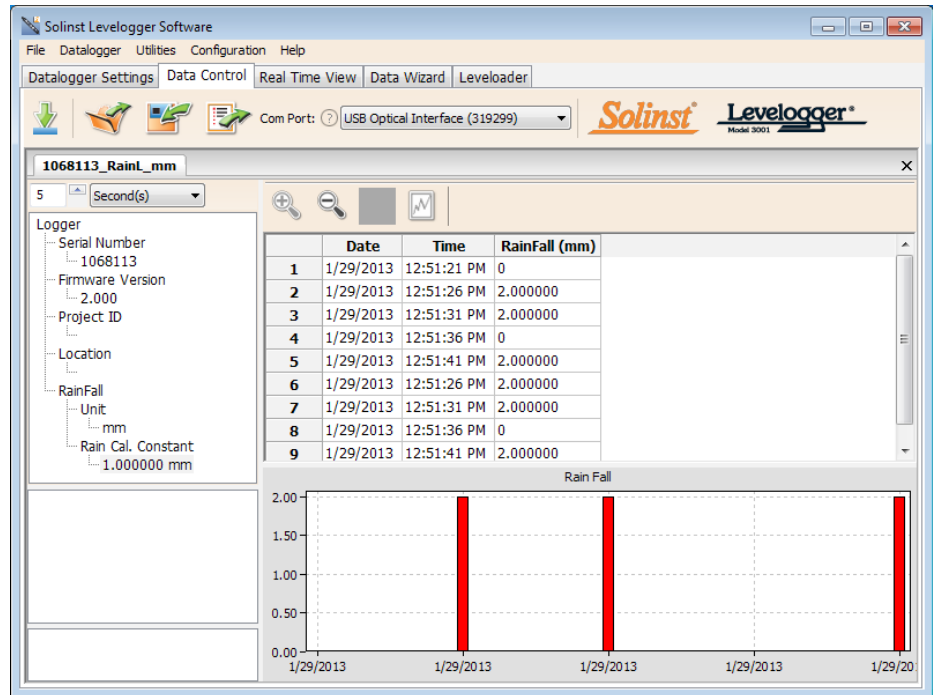 Solinst Levelogger Software
File Datalogger Utilities Configuration Help
Datalogger Settings Data Control Real Time View Data Wizard Leveloader
Com Port: ? USB Optical Interface (319299) Solinst Levelogger®
Model 3001
1068113_RainL_mm
5 Second(s)
Logger
Serial Number
1068113
Firmware Version
2.000
Project ID
Location
RainFall
Unit
mm
Rain Cal. Constant
1.000000 mm
Date Time RainFall (mm)
1 1/29/2013 12:51:21 PM 0
2 1/29/2013 12:51:26 PM 2.000000
3 1/29/2013 12:51:31 PM 2.000000
4 1/29/2013 12:51:36 PM 0
5 1/29/2013 12:51:41 PM 2.000000
6 1/29/2013 12:51:26 PM 2.000000
7 1/29/2013 12:51:31 PM 2.000000
8 1/29/2013 12:51:36 PM 0
9 1/29/2013 12:51:41 PM 2.000000
Rain Fall
2.00
1.50
1.00
0.50
0.00
1/29/2013 1/29/2013 1/29/2013 1/29/2013 1/29/20